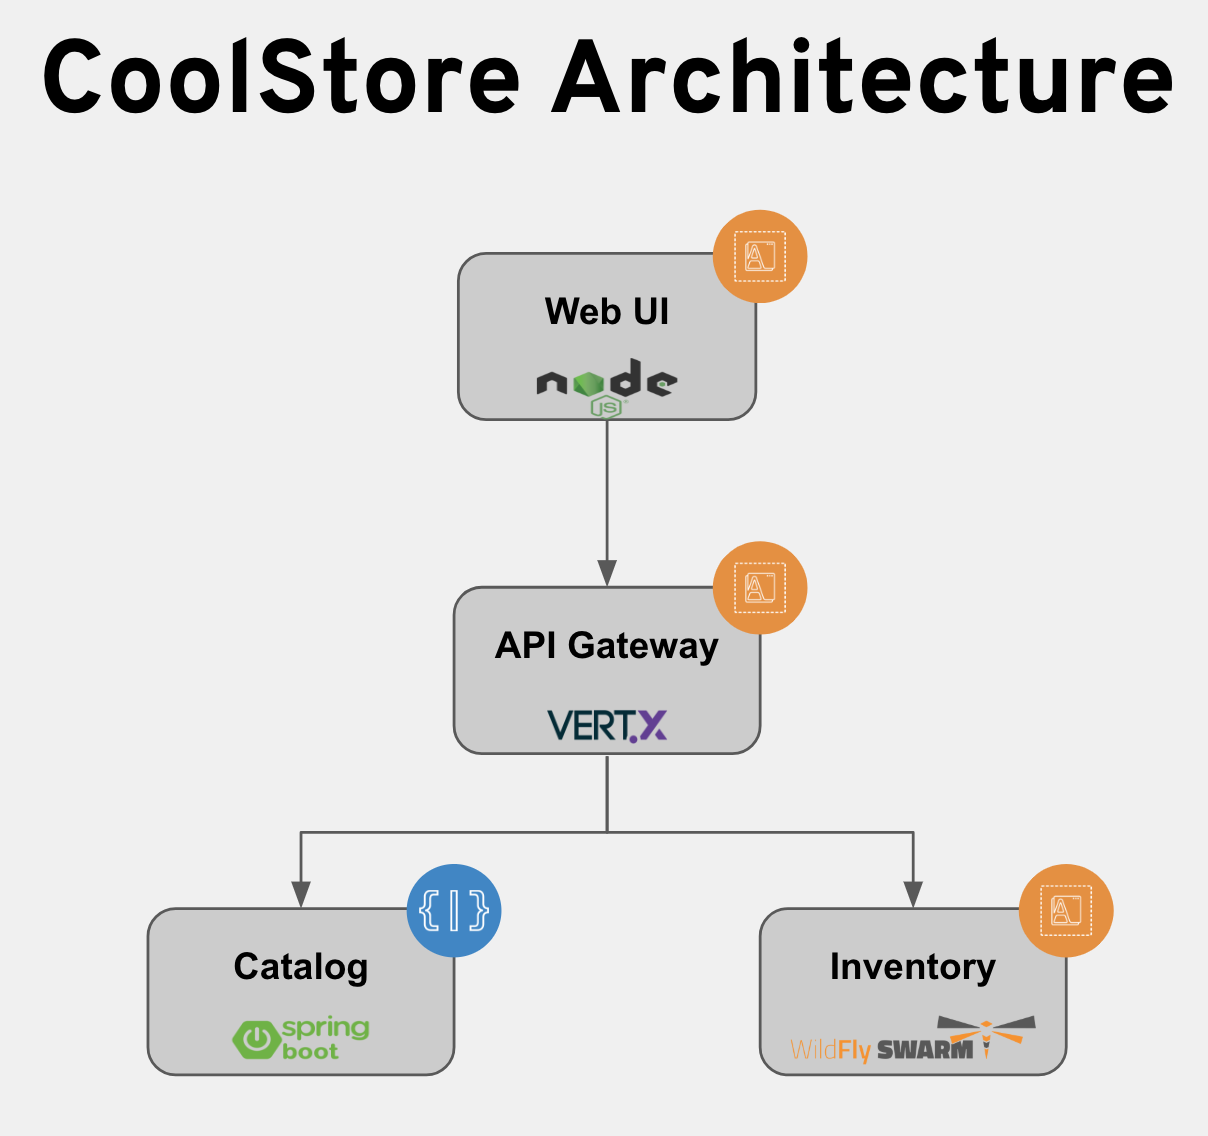 CoolStore Architecture
A
Web UI
node
JS
A
API Gateway
VERT.X
{|}
Catalog
spring
boot
A
Inventory
WildFly SWARM